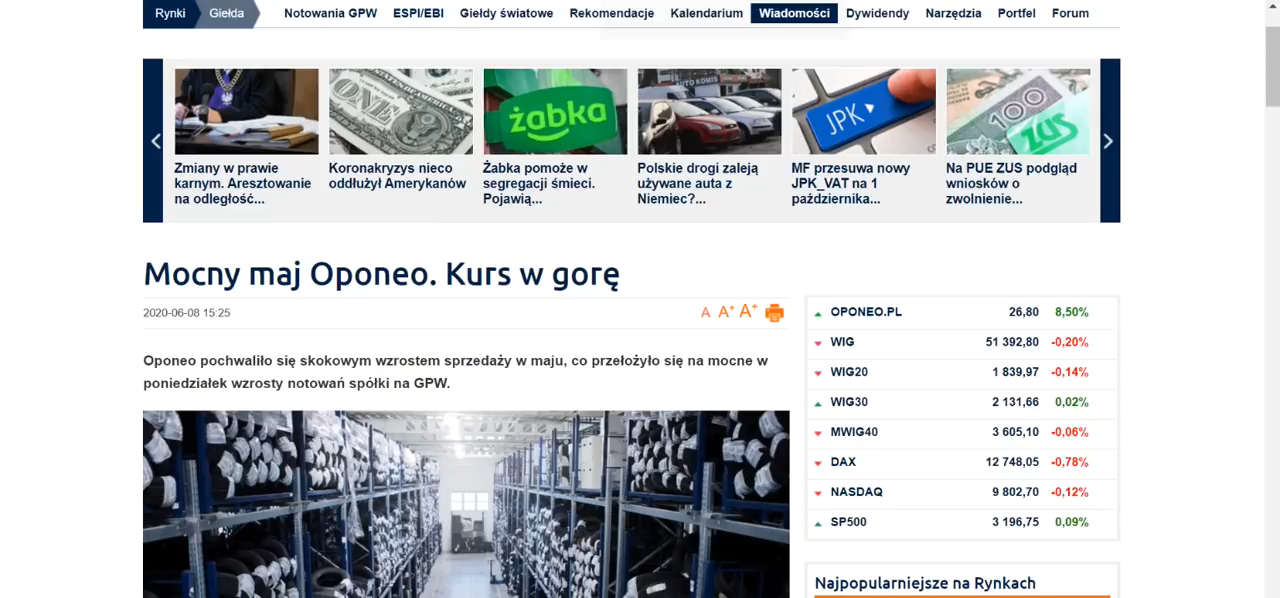 Rynki Giełda Notowania GPW ESPI/EBI Giełdy światowe Rekomendacje Kalendarium Wiadomości Dywidendy Narzędzia Portfel Forum
ONE
żabka
AUTO KOMIS
JPK
100
ZUS
Zmiany w prawie
karnym. Aresztowanie
na odległość...
Koronakryzys nieco
oddłużył Amerykanów
Żabka pomoże w
segregacji śmieci.
Pojawią...
Polskie drogi zaleją
używane auta z
Niemiec?...
MF przesuwa nowy
JPK_VAT na 1
października...
Na PUE ZUS podgląd
wniosków o
zwolnienie...
Mocny maj Oponeo. Kurs w górę
2020-06-08 15:25
A A+ A+
Oponeo pochwaliło się skokowym wzrostem sprzedaży w maju, co przełożyło się na mocne w
poniedziałek wzrosty notowań spółki na GPW.
OPONEO.PL 26,80 8,50%
WIG 51 392,80 -0,20%
WIG20 1 839,97 -0,14%
WIG30 2 131,66 0,02%
MWIG40 3 605,10 -0,06%
DAX 12 748,05 -0,78%
NASDAQ 9 802,70 -0,12%
SP500 3 196,75 0,09%
Najpopularniejsze na Rynkach